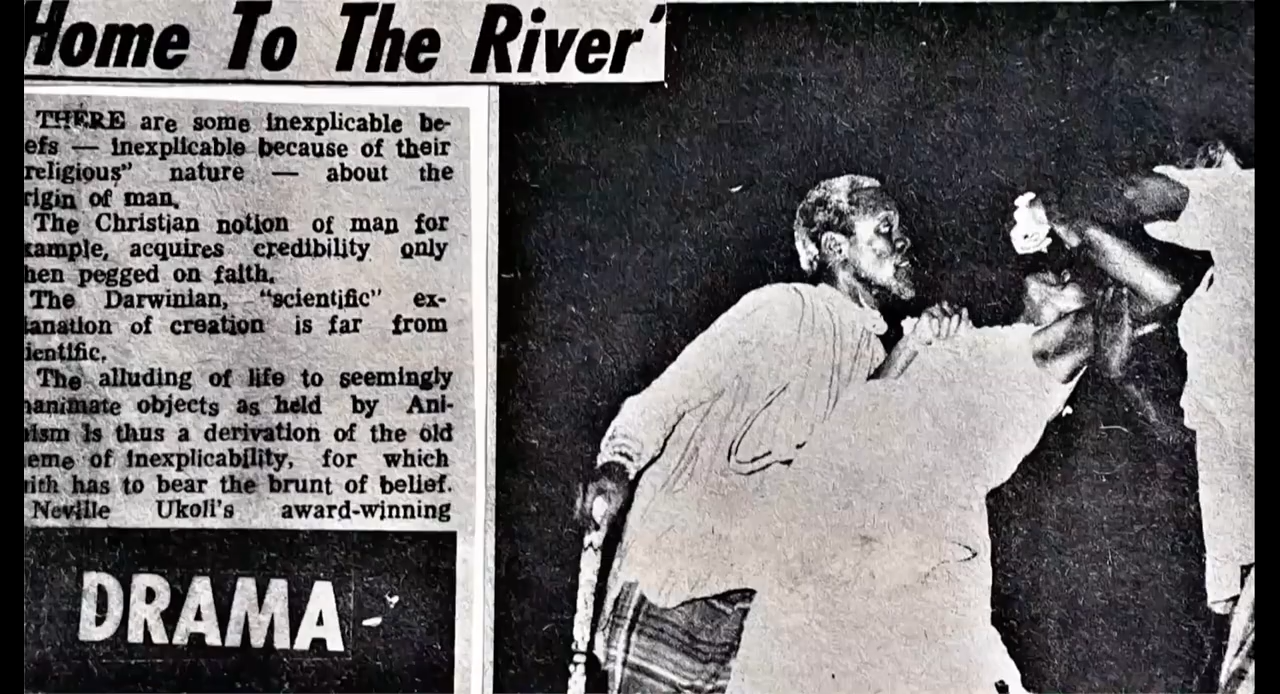 Home To The River'
THERE are some inexplicable be-
efs — inexplicable because of their
religious" nature — about the
rigin of man.
The Christian notion of man for
xample, acquires credibility only
hen pegged on faith.
The Darwinian, "scientific" ex-
lanation of creation is far from
ientific.
The alluding of life to seemingly
nanimate objects as held by Ani-
ism is thus a derivation of the old
eme of inexplicability, for which
ith has to bear the brunt of belief.
Neville Ukoli's award-winning
DRAMA